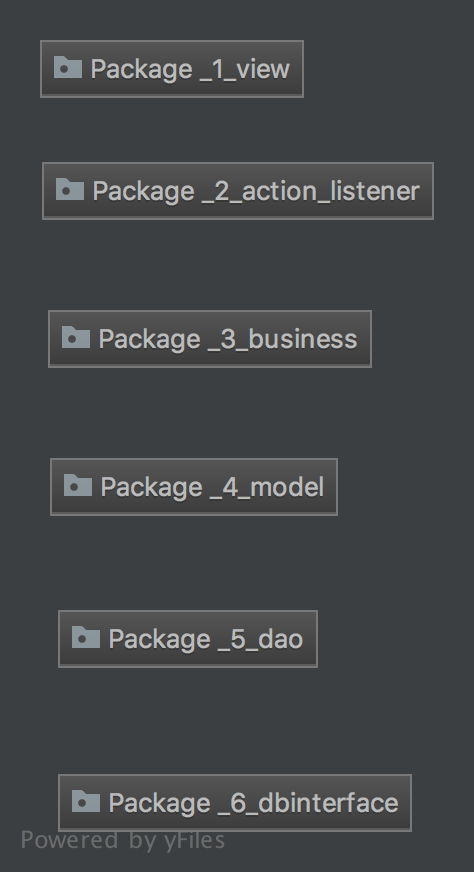 Package _1_view
Package _2_action_listener
Package _3_business
Package _4_model
Package _5_dao
Package _6_dbinterface
Powered by yFiles